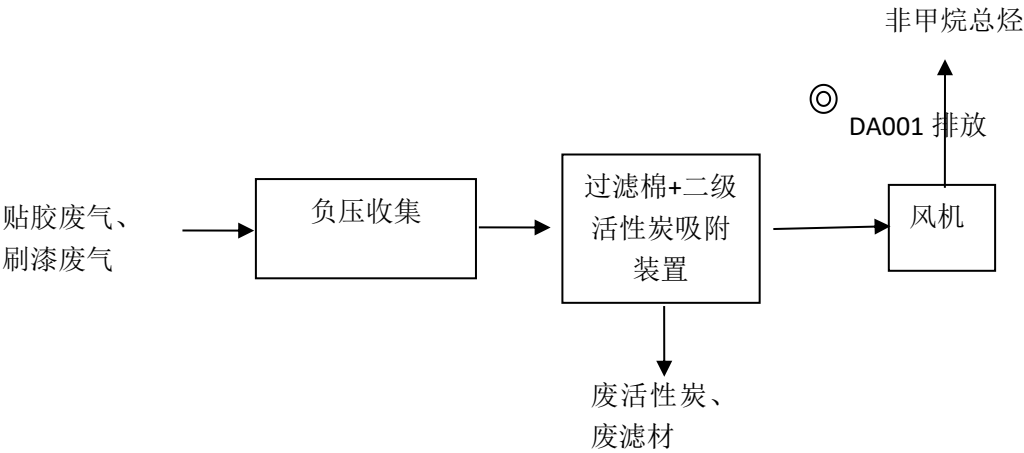 非甲烷总烃
DA001 排放
贴胶废气、
刷漆废气
负压收集
过滤棉+二级
活性炭吸附
装置
风机
废活性炭、
废滤材